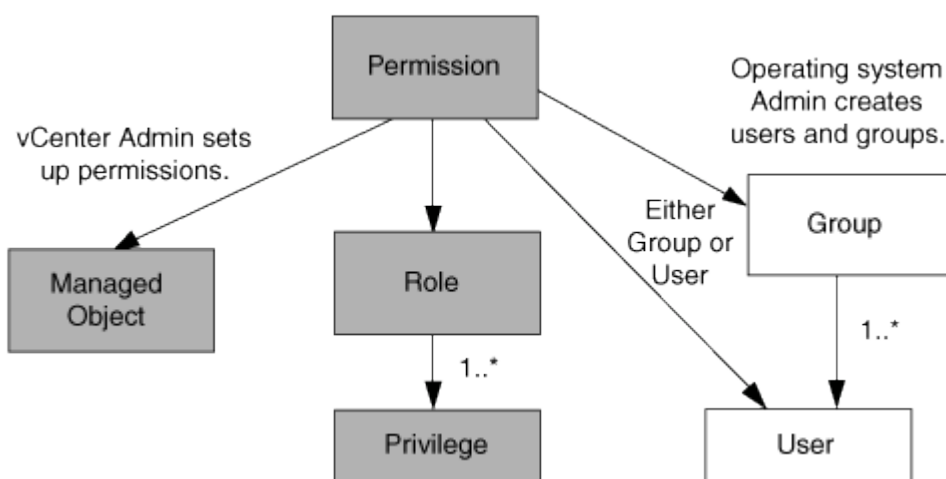 Permission
Operating system
Admin creates
users and groups.
vCenter Admin sets
up permissions.
Either
Group or
User
Group
Managed
Object
Role
1..*
1..*
Privilege
User